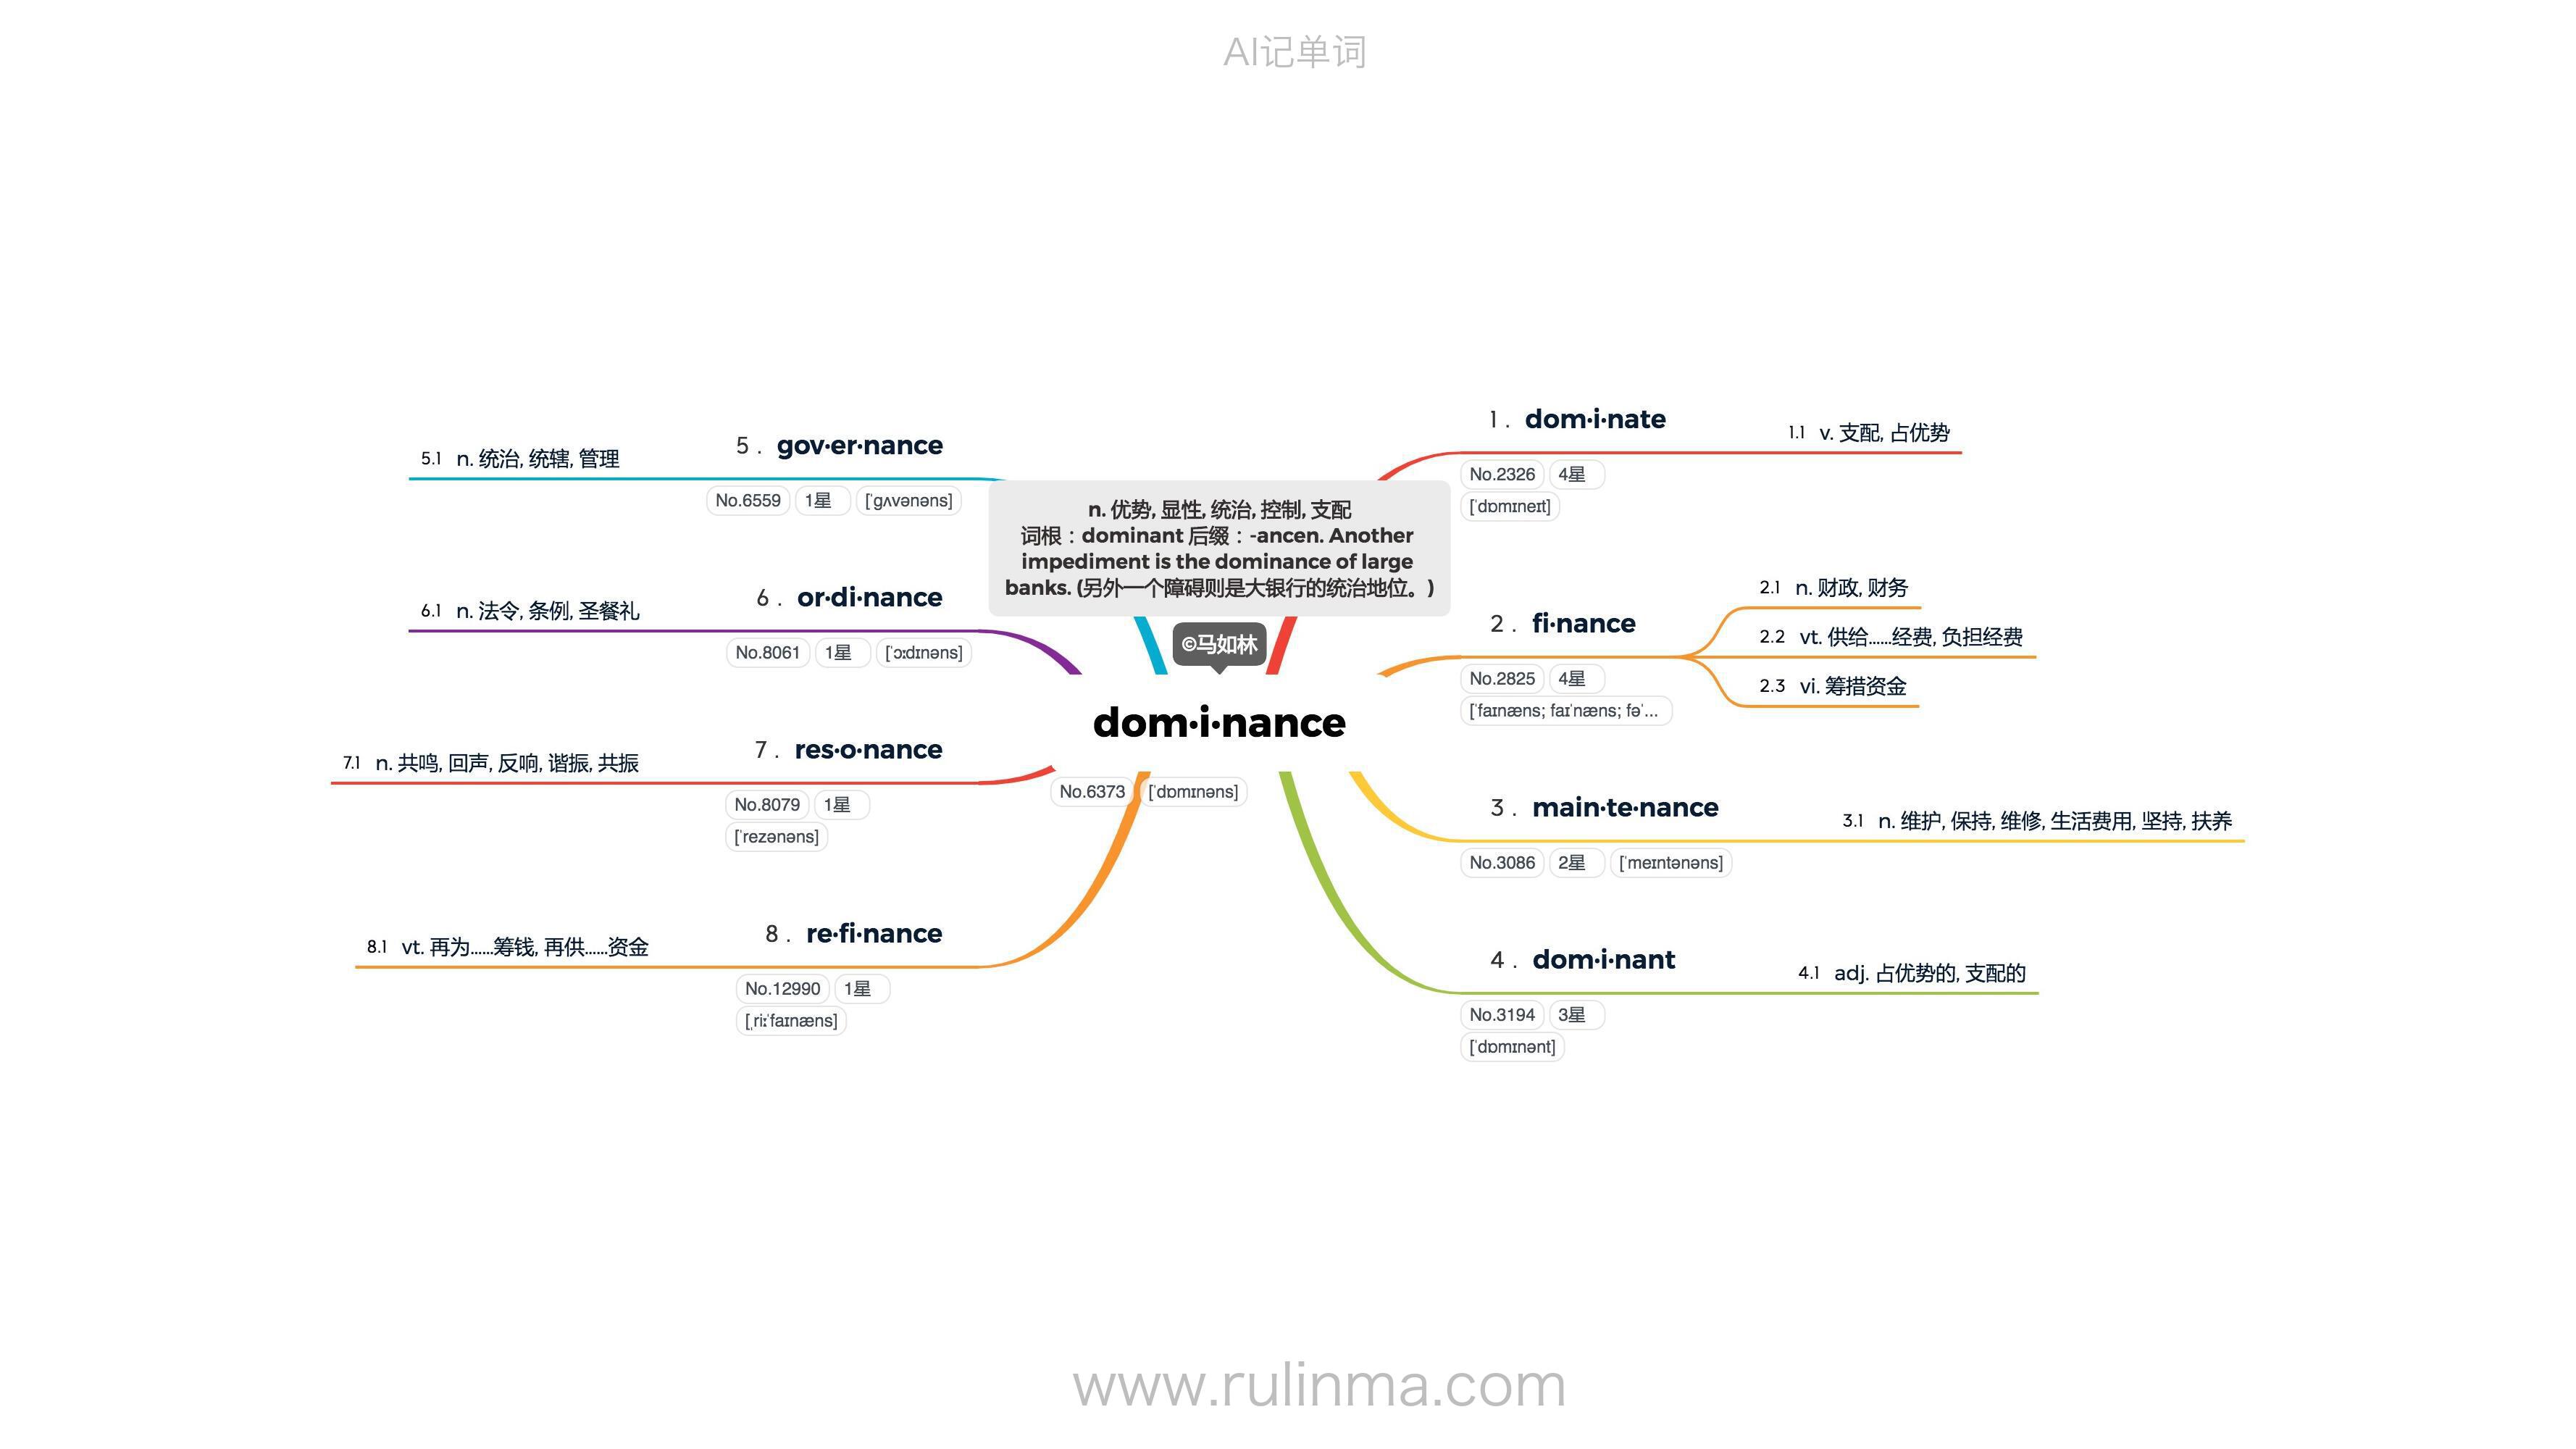 AI记单词
n. 优势, 显性, 统治, 控制, 支配
词根：dominant 后缀：-ancen. Another
impediment is the dominance of large
banks. (另外一个障碍则是大银行的统治地位。)
©马如林
dom·i·nance
No.6373 [ˈdɒmɪnəns]
1 . dom·i·nate
1.1 v. 支配, 占优势
No.2326 4星
[ˈdɒmɪneɪt]
2 . fi·nance
2.1 n. 财政, 财务
2.2 vt. 供给……经费, 负担经费
2.3 vi. 筹措资金
No.2825 4星
[ˈfaɪnæns; faɪˈnæns; fəˈ...
3 . main·te·nance
3.1 n. 维护, 保持, 维修, 生活费用, 坚持, 扶养
No.3086 2星 [ˈmeɪntənəns]
4 . dom·i·nant
4.1 adj. 占优势的, 支配的
No.3194 3星
[ˈdɒmɪnənt]
5 . gov·er·nance
5.1 n. 统治, 统辖, 管理
No.6559 1星 [ˈɡʌvənəns]
6 . or·di·nance
6.1 n. 法令, 条例, 圣餐礼
No.8061 1星 [ˈɔːdɪnəns]
7 . res·o·nance
7.1 n. 共鸣, 回声, 反响, 谐振, 共振
No.8079 1星
[ˈrezənəns]
8 . re·fi·nance
8.1 vt. 再为……筹钱, 再供……资金
No.12990 1星
[ˌriːˈfaɪnæns]
www.rulinma.com